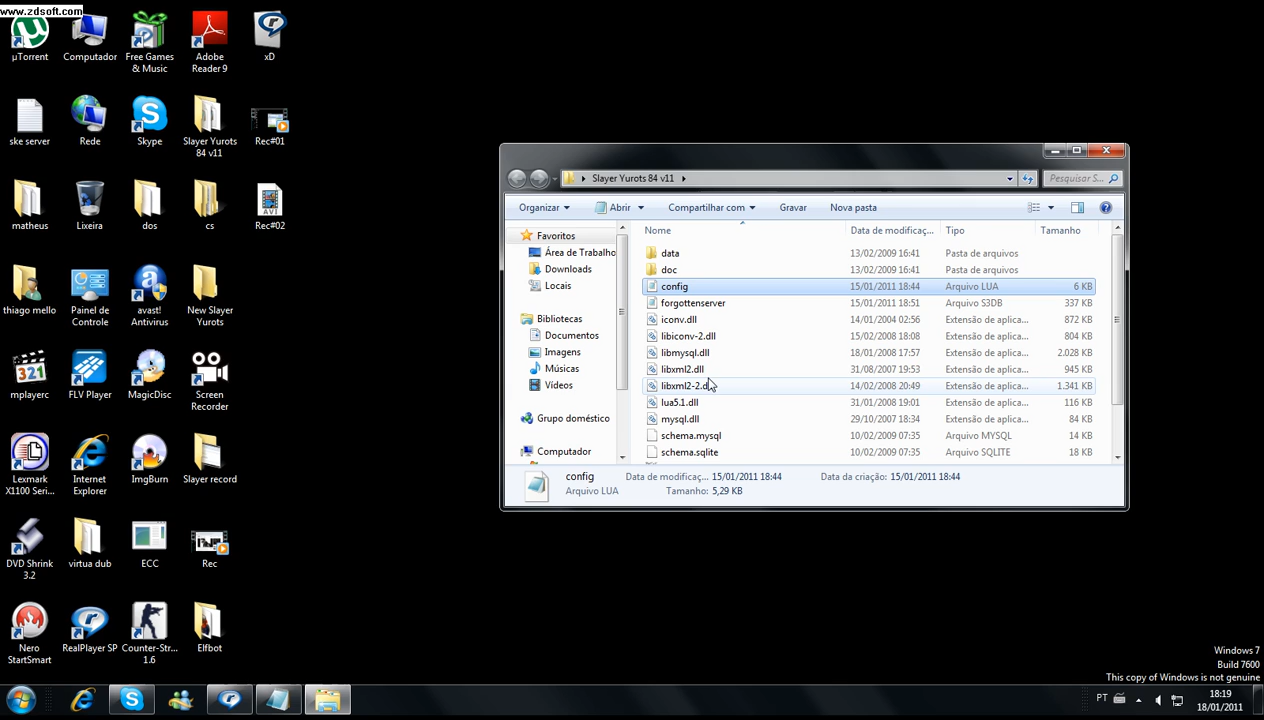 www.zdsoft.com
µTorrent
Computador
Free Games & Music
Adobe Reader 9
xD
ske server
Rede
Skype
Slayer Yurots 84 v11
Rec#01
matheus
Lixeira
dos
cs
Rec#02
thiago mello
Painel de Controle
avast! Antivirus
New Slayer Yurots
mplayerc
FLV Player
MagicDisc
Screen Recorder
Lexmark X1100 Seri...
Internet Explorer
ImgBurn
Slayer record
DVD Shrink 3.2
virtua dub
ECC
Rec
Nero StartSmart
RealPlayer SP
Counter-Str... 1.6
Elfbot
Slayer Yurots 84 v11
Pesquisar S...
Organizar
Abrir
Compartilhar com
Gravar
Nova pasta
Favoritos
Área de Trabalho
Downloads
Locais
Bibliotecas
Documentos
Imagens
Músicas
Vídeos
Grupo doméstico
Computador
Nome Data de modificaç... Tipo Tamanho
data 13/02/2009 16:41 Pasta de arquivos
doc 13/02/2009 16:41 Pasta de arquivos
config 15/01/2011 18:44 Arquivo LUA 6 KB
forgottenserver 15/01/2011 18:51 Arquivo S3DB 337 KB
iconv.dll 14/01/2004 02:56 Extensão de aplica... 872 KB
libiconv-2.dll 15/02/2008 18:08 Extensão de aplica... 804 KB
libmysql.dll 18/01/2008 17:57 Extensão de aplica... 2.028 KB
libxml2.dll 31/08/2007 19:53 Extensão de aplica... 945 KB
libxml2-2.d 14/02/2008 20:49 Extensão de aplica... 1.341 KB
lua5.1.dll 31/01/2008 19:01 Extensão de aplica... 116 KB
mysql.dll 29/10/2007 18:34 Extensão de aplica... 84 KB
schema.mysql 10/02/2009 07:35 Arquivo MYSQL 14 KB
schema.sqlite 10/02/2009 07:35 Arquivo SQLITE 18 KB
config Data de modificaç... 15/01/2011 18:44 Data da criação: 15/01/2011 18:44
Arquivo LUA Tamanho: 5,29 KB
Windows 7
Build 7600
This copy of Windows is not genuine
PT
18:19
18/01/2011